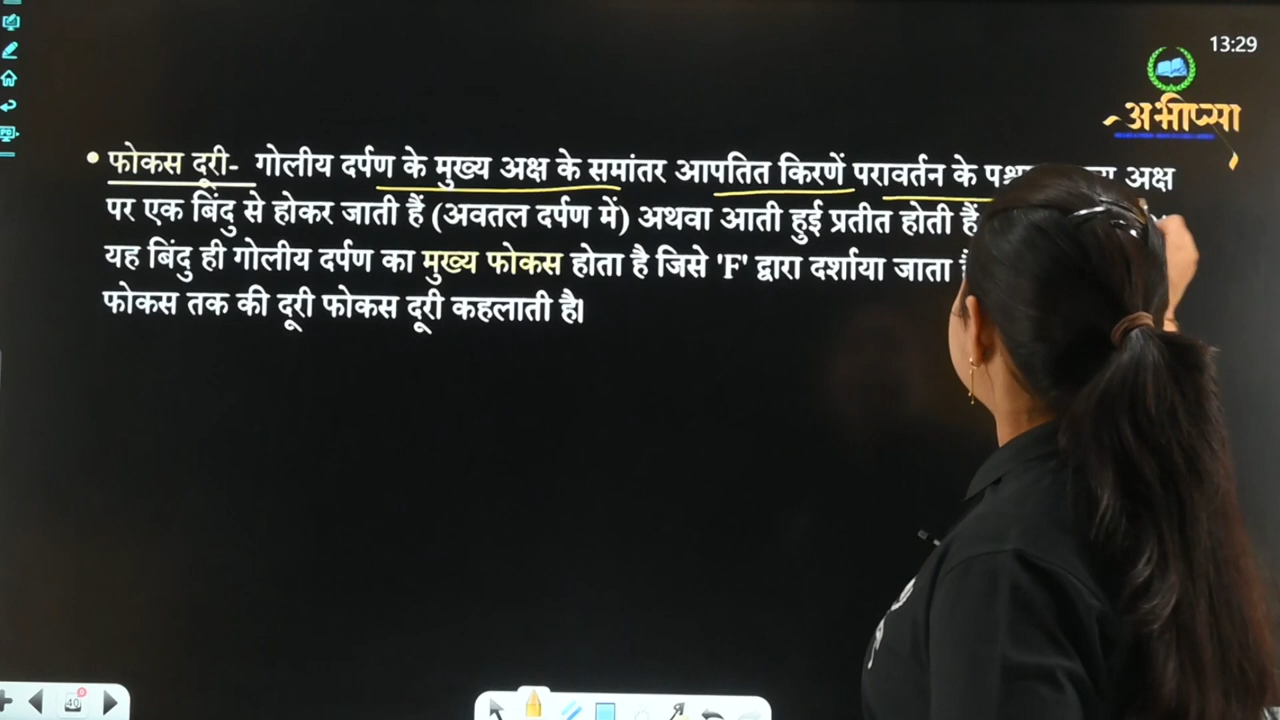 13:29
अभीप्सा
• फोकस दूरी- गोलीय दर्पण के मुख्य अक्ष के समांतर आपतित किरणें परावर्तन के अक्ष
पर एक बिंदु से होकर जाती हैं (अवतल दर्पण में) अथवा आती हुई प्रतीत होती हैं
यह बिंदु ही गोलीय दर्पण का मुख्य फोकस होता है जिसे 'F' द्वारा दर्शाया जाता
फोकस तक की दूरी फोकस दूरी कहलाती है।
40